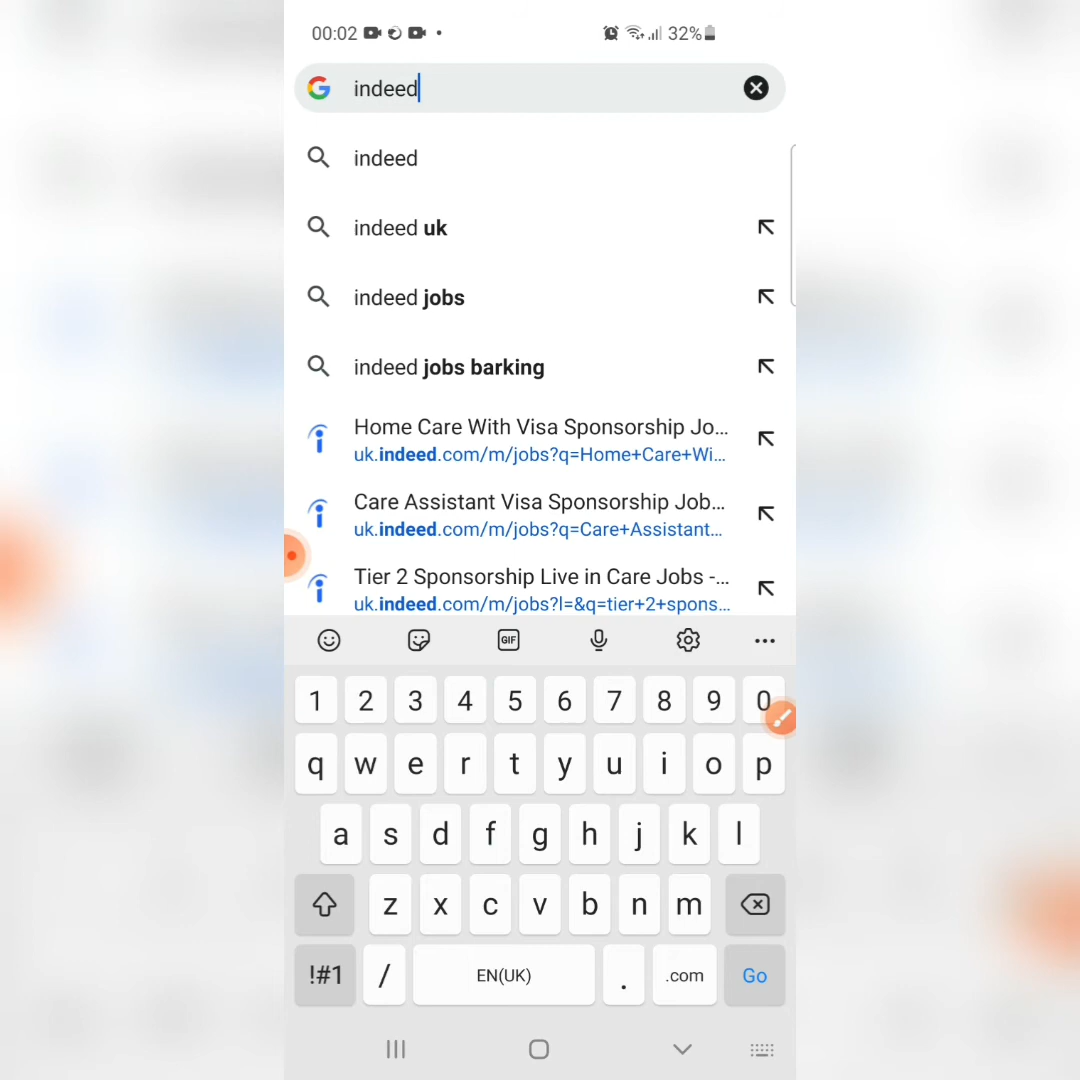 00:02 32%
indeed
indeed
indeed uk
indeed jobs
indeed jobs barking
Home Care With Visa Sponsorship Jo...
uk.indeed.com/m/jobs?q=Home+Care+Wi...
Care Assistant Visa Sponsorship Job...
uk.indeed.com/m/jobs?q=Care+Assistant...
Tier 2 Sponsorship Live in Care Jobs -...
uk.indeed.com/m/jobs?l=&q=tier+2+spons...
GIF
1 2 3 4 5 6 7 8 9 0
q w e r t y u i o p
a s d f g h j k l
z x c v b n m
!#1 / EN(UK) . .com Go